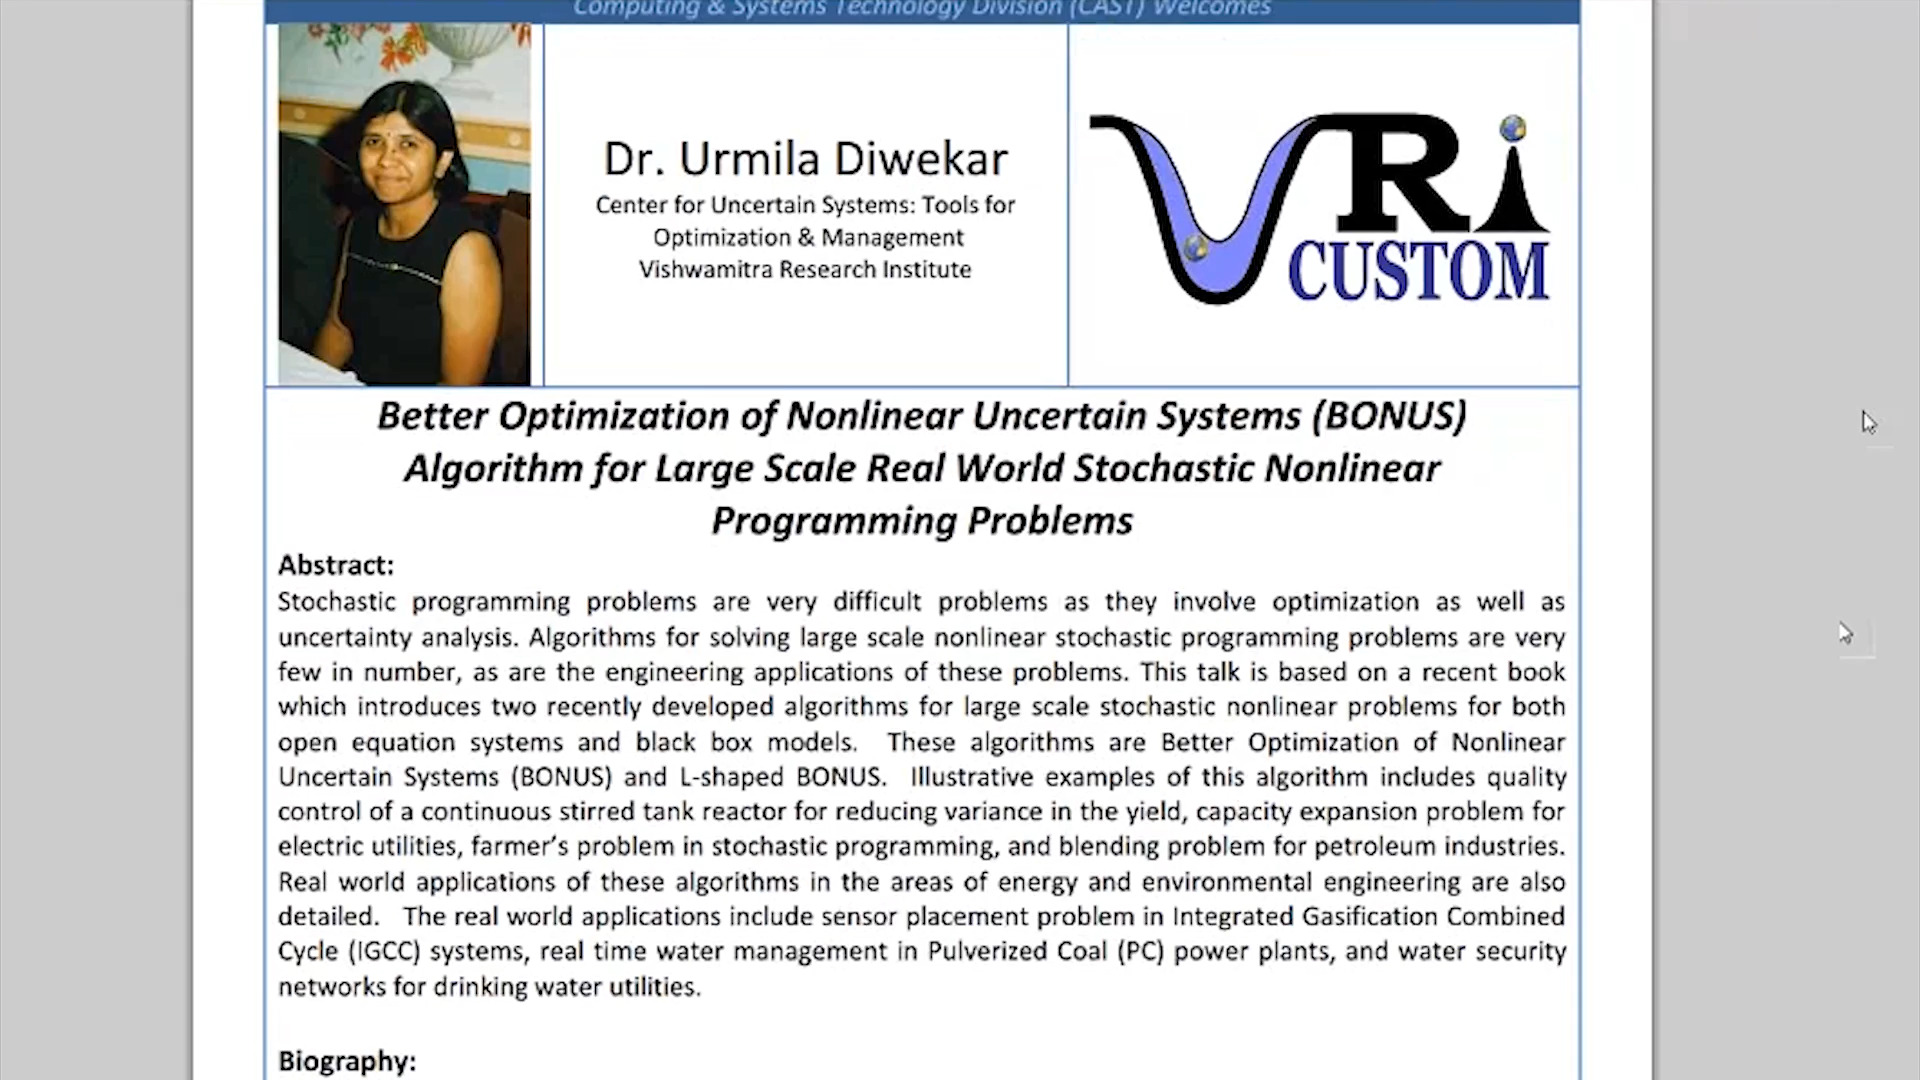 Computing & Systems Technology Division (CAST) Welcomes
Dr. Urmila Diwekar
Center for Uncertain Systems: Tools for
Optimization & Management
Vishwamitra Research Institute
VRi
CUSTOM
Better Optimization of Nonlinear Uncertain Systems (BONUS)
Algorithm for Large Scale Real World Stochastic Nonlinear
Programming Problems
Abstract:
Stochastic programming problems are very difficult problems as they involve optimization as well as
uncertainty analysis. Algorithms for solving large scale nonlinear stochastic programming problems are very
few in number, as are the engineering applications of these problems. This talk is based on a recent book
which introduces two recently developed algorithms for large scale stochastic nonlinear problems for both
open equation systems and black box models. These algorithms are Better Optimization of Nonlinear
Uncertain Systems (BONUS) and L-shaped BONUS. Illustrative examples of this algorithm includes quality
control of a continuous stirred tank reactor for reducing variance in the yield, capacity expansion problem for
electric utilities, farmer's problem in stochastic programming, and blending problem for petroleum industries.
Real world applications of these algorithms in the areas of energy and environmental engineering are also
detailed. The real world applications include sensor placement problem in Integrated Gasification Combined
Cycle (IGCC) systems, real time water management in Pulverized Coal (PC) power plants, and water security
networks for drinking water utilities.
Biography: